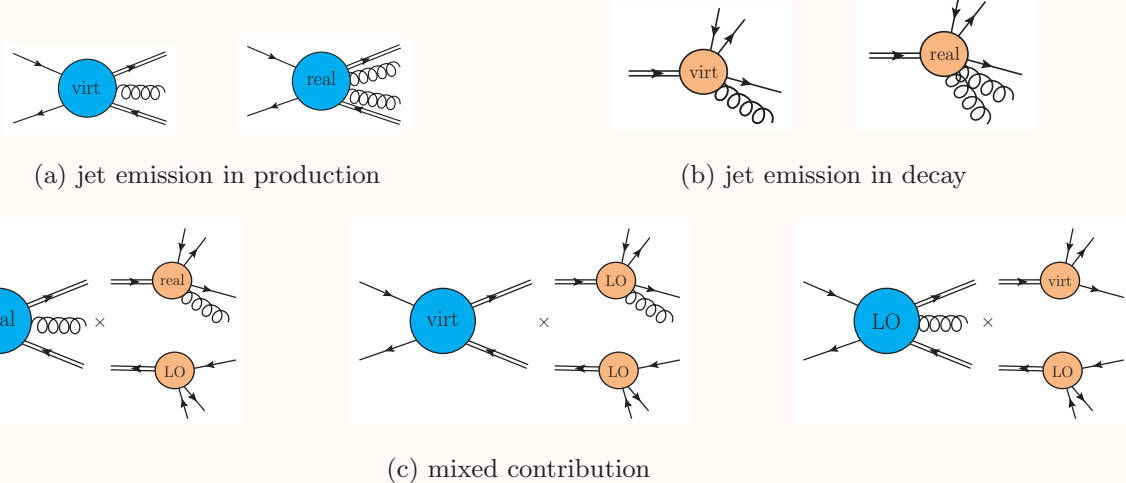 virt
real
virt
real
(a) jet emission in production
(b) jet emission in decay
al
×
real
LO
virt
×
LO
LO
LO
×
virt
LO
(c) mixed contribution